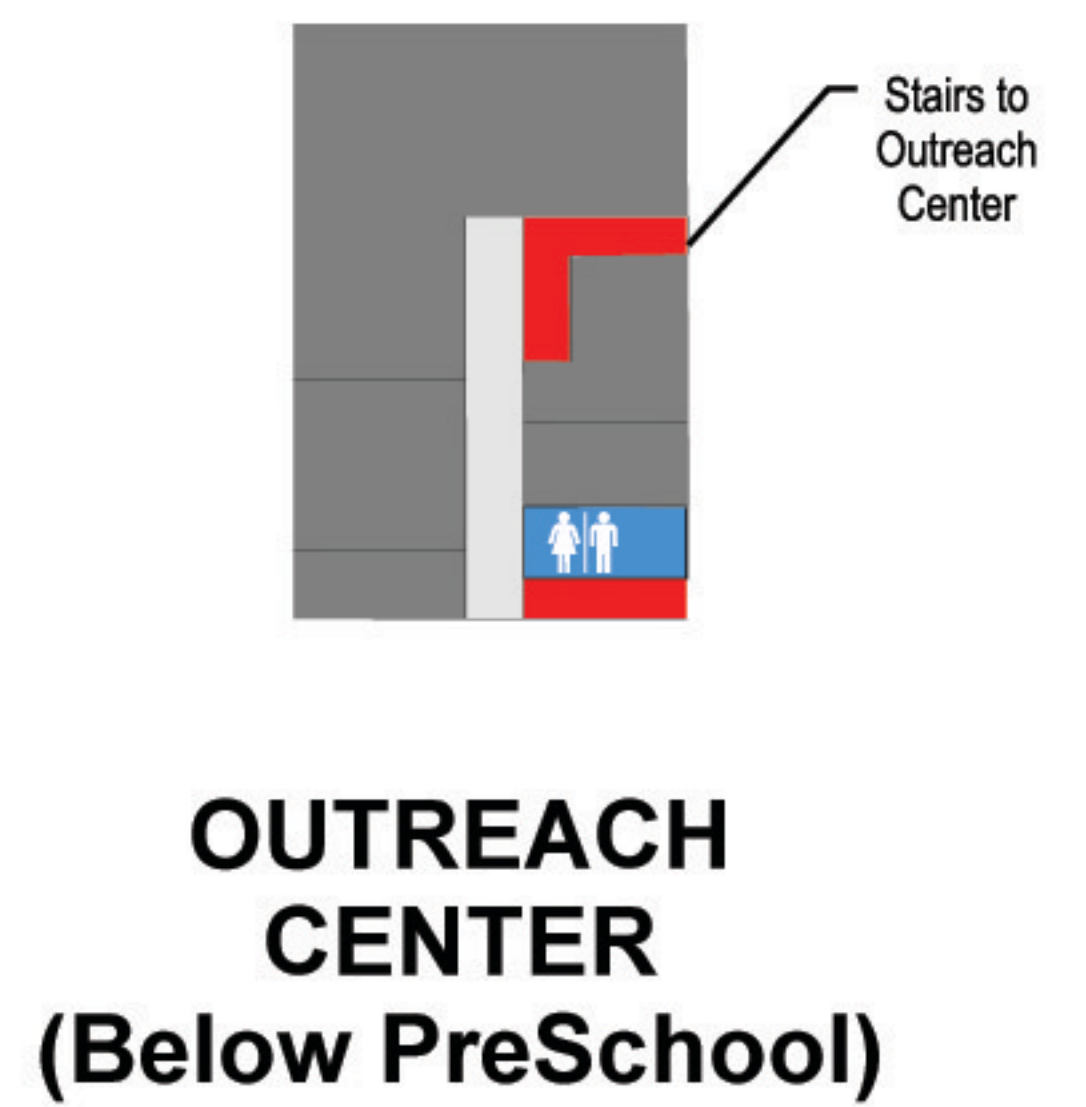 Stairs to
Outreach
Center
OUTREACH
CENTER
(Below PreSchool)